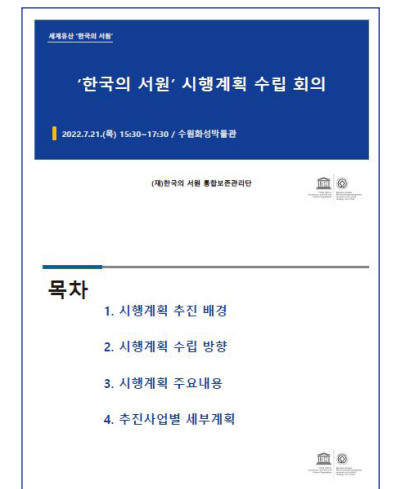 세계유산 '한국의 서원'
'한국의 서원' 시행계획 수립 회의
2022.7.21.(목) 15:30~17:30 / 수원화성박물관
(재)한국의 서원 통합보존관리단
목차
1. 시행계획 추진 배경
2. 시행계획 수립 방향
3. 시행계획 주요내용
4. 추진사업별 세부계획